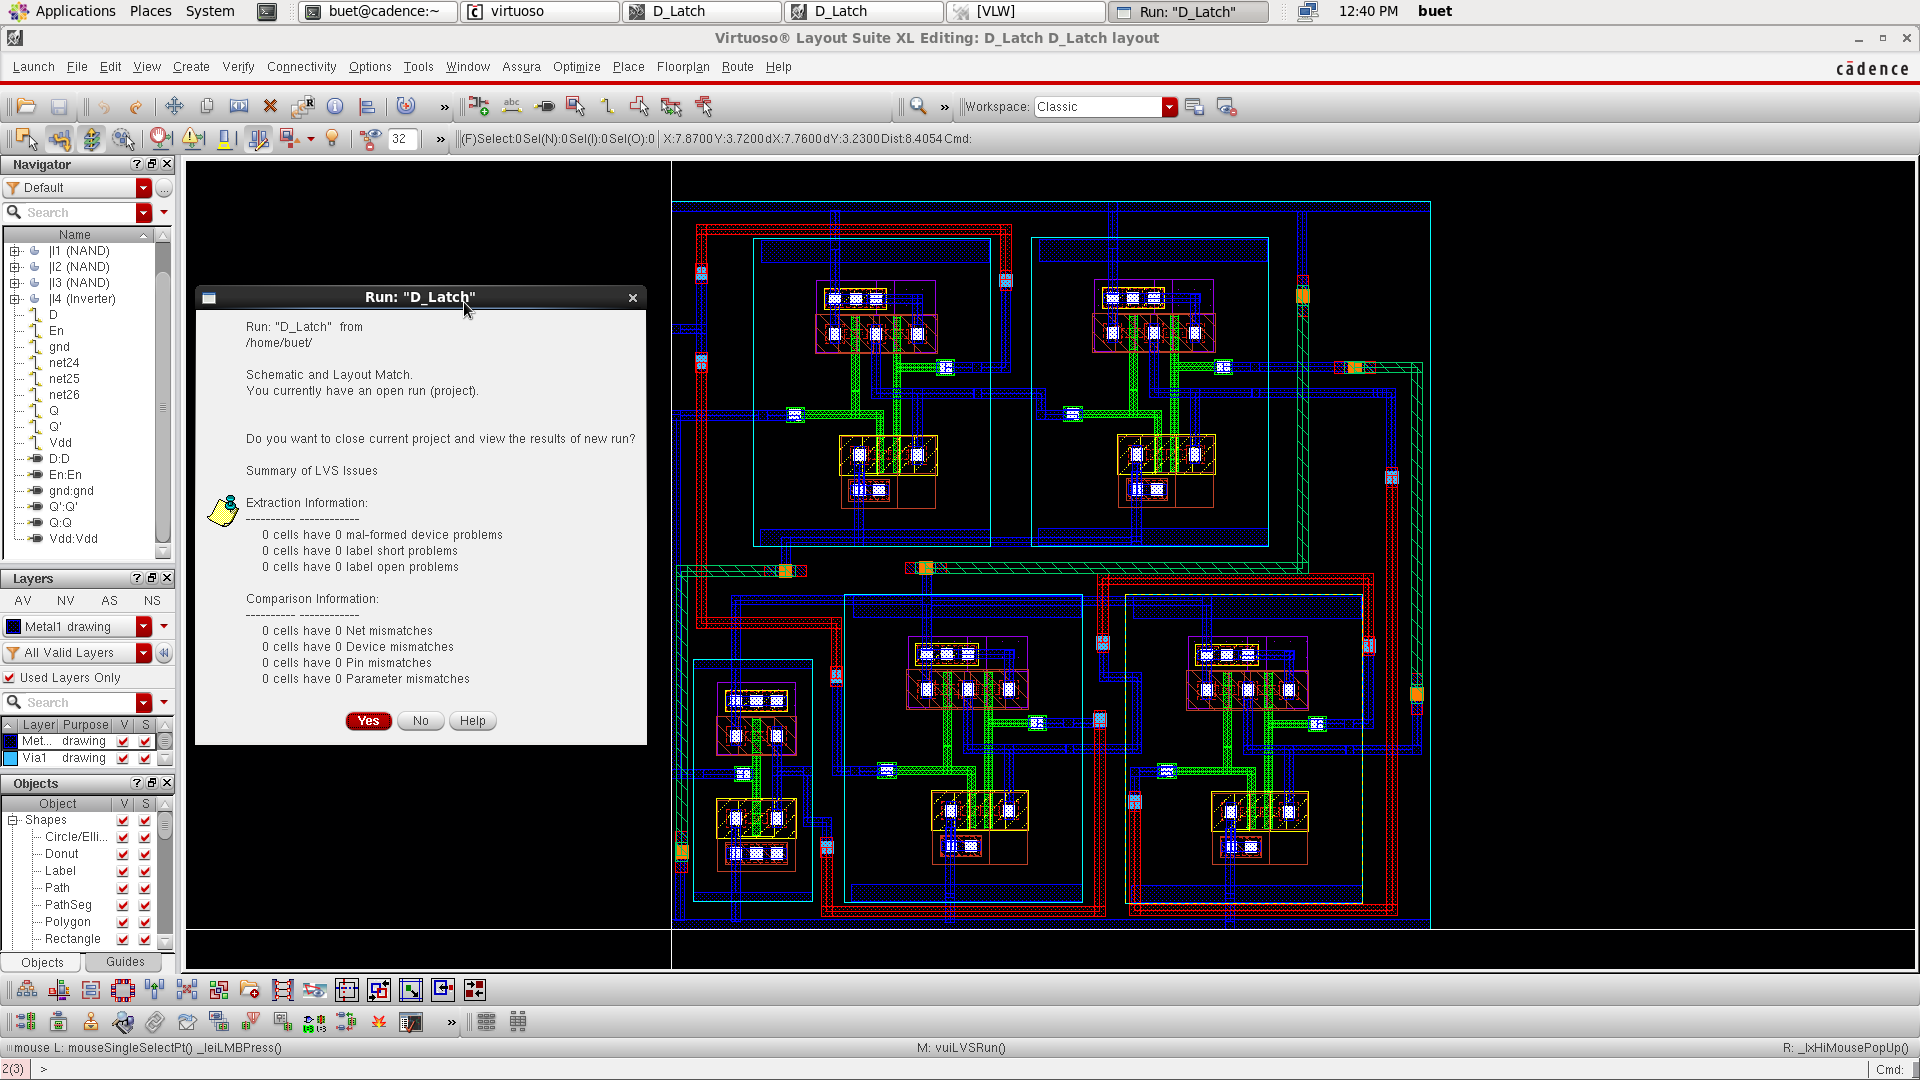 Applications Places System buet@cadence:~ virtuoso D_Latch D_Latch [VLW] Run: "D_Latch" 12:40 PM buet
Virtuoso® Layout Suite XL Editing: D_Latch D_Latch layout
Launch File Edit View Create Verify Connectivity Options Tools Window Assura Optimize Place Floorplan Route Help cādence
abc » » Workspace: Classic
32 » (F)Select:0 Sel(N):0 Sel(I):0 Sel(O):0 X:7.8700 Y:3.7200 dX:7.7600 dY:3.2300 Dist:8.4054 Cmd:
Navigator
Default
Search
Name
|I1 (NAND)
|I2 (NAND)
|I3 (NAND)
|I4 (Inverter)
D
En
gnd
net24
net25
net26
Q
Q'
Vdd
D:D
En:En
gnd:gnd
Q':Q'
Q:Q
Vdd:Vdd
Layers
AV NV AS NS
Metal1 drawing
All Valid Layers
Used Layers Only
Search
Layer Purpose V S
Met... drawing
Via1 drawing
Objects
Object V S
Shapes
Circle/Elli...
Donut
Label
Path
PathSeg
Polygon
Rectangle
Objects Guides
Run: "D_Latch"
Run: "D_Latch" from
/home/buet/
Schematic and Layout Match.
You currently have an open run (project).
Do you want to close current project and view the results of new run?
Summary of LVS Issues
Extraction Information:
---------- ------------
0 cells have 0 mal-formed device problems
0 cells have 0 label short problems
0 cells have 0 label open problems
Comparison Information:
---------- ------------
0 cells have 0 Net mismatches
0 cells have 0 Device mismatches
0 cells have 0 Pin mismatches
0 cells have 0 Parameter mismatches
Yes No Help
mouse L: mouseSingleSelectPt() _leiLMBPress() M: vuiLVSRun() R: _lxHiMousePopUp()
2(3) > Cmd: